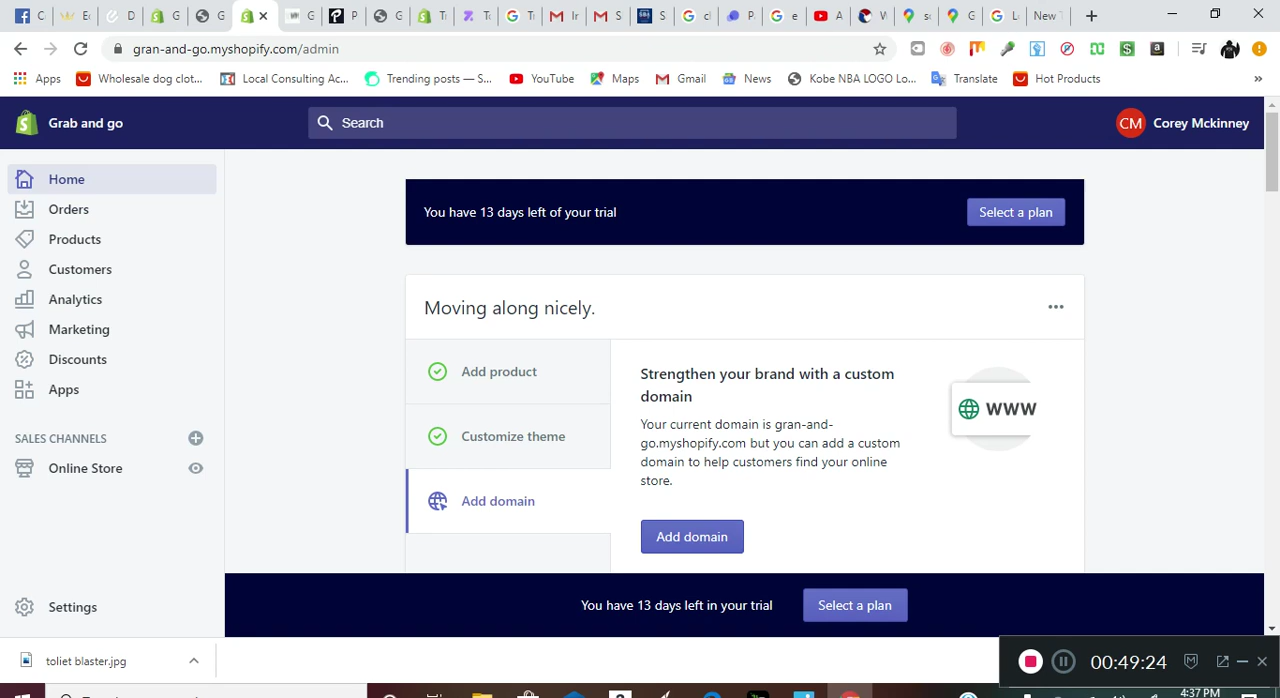 gran-and-go.myshopify.com/admin
Apps
Wholesale dog clot...
Local Consulting Ac...
Trending posts — S...
YouTube
Maps
Gmail
News
Kobe NBA LOGO Lo...
Translate
Hot Products
»
Grab and go
Search
CM
Corey Mckinney
Home
Orders
Products
Customers
Analytics
Marketing
Discounts
Apps
SALES CHANNELS
Online Store
Settings
You have 13 days left of your trial
Select a plan
Moving along nicely.
Add product
Customize theme
Add domain
Strengthen your brand with a custom
domain
Your current domain is gran-and-
go.myshopify.com but you can add a custom
domain to help customers find your online
store.
WWW
Add domain
You have 13 days left in your trial
Select a plan
toliet blaster.jpg
00:49:24
4:37 PM